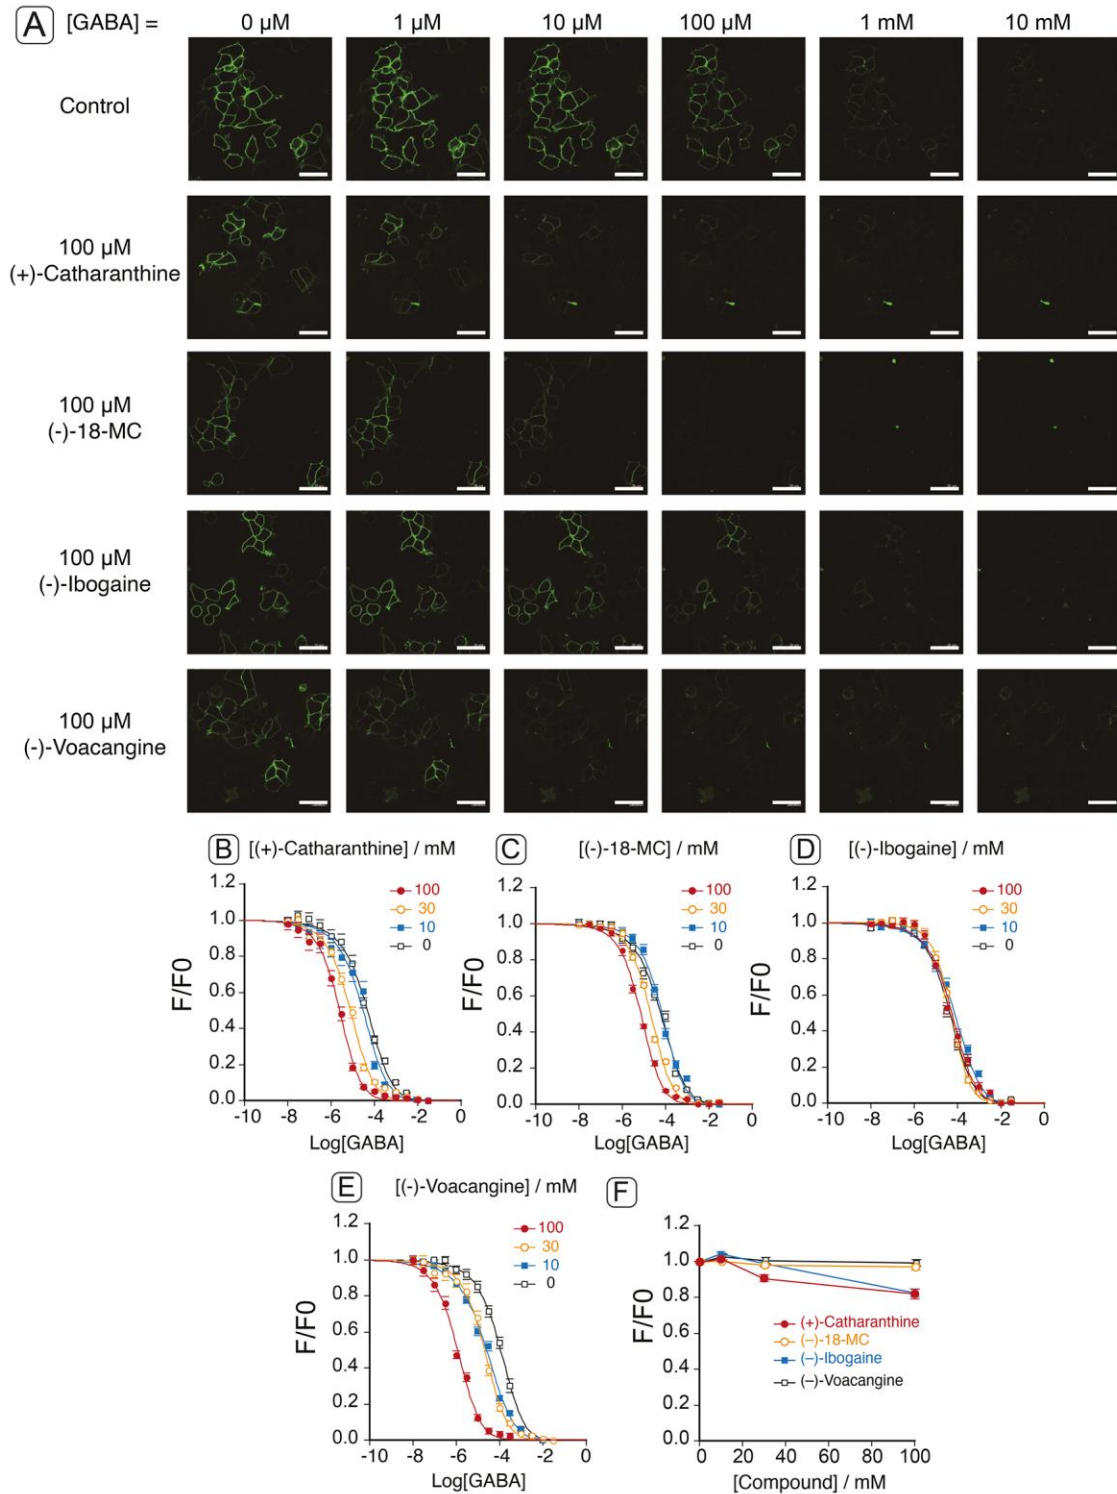 A [GABA] = 0 µM 1 µM 10 µM 100 µM 1 mM 10 mM
Control
100 µM
(+)-Catharanthine
100 µM
(-)-18-MC
100 µM
(-)-Ibogaine
100 µM
(-)-Voacangine
B [(+)-Catharanthine] / mM
1.2
1.0
0.8
0.6
0.4
0.2
0.0
F/F0
100
30
10
0
-10 -8 -6 -4 -2 0
Log[GABA]
C [(-)-18-MC] / mM
1.2
1.0
0.8
0.6
0.4
0.2
0.0
F/F0
100
30
10
0
-10 -8 -6 -4 -2 0
Log[GABA]
D [(-)-Ibogaine] / mM
1.2
1.0
0.8
0.6
0.4
0.2
0.0
F/F0
100
30
10
0
-10 -8 -6 -4 -2 0
Log[GABA]
E [(-)-Voacangine] / mM
1.2
1.0
0.8
0.6
0.4
0.2
0.0
F/F0
100
30
10
0
-10 -8 -6 -4 -2 0
Log[GABA]
F
1.2
1.0
0.8
0.6
0.4
0.2
0.0
F/F0
(+)-Catharanthine
(–)-18-MC
(–)-Ibogaine
(–)-Voacangine
0 20 40 60 80 100
[Compound] / mM